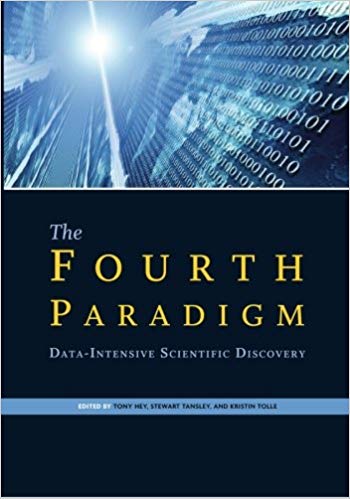 The
FOURTH
PARADIGM
DATA-INTENSIVE SCIENTIFIC DISCOVERY
EDITED BY TONY HEY, STEWART TANSLEY, AND KRISTIN TOLLE